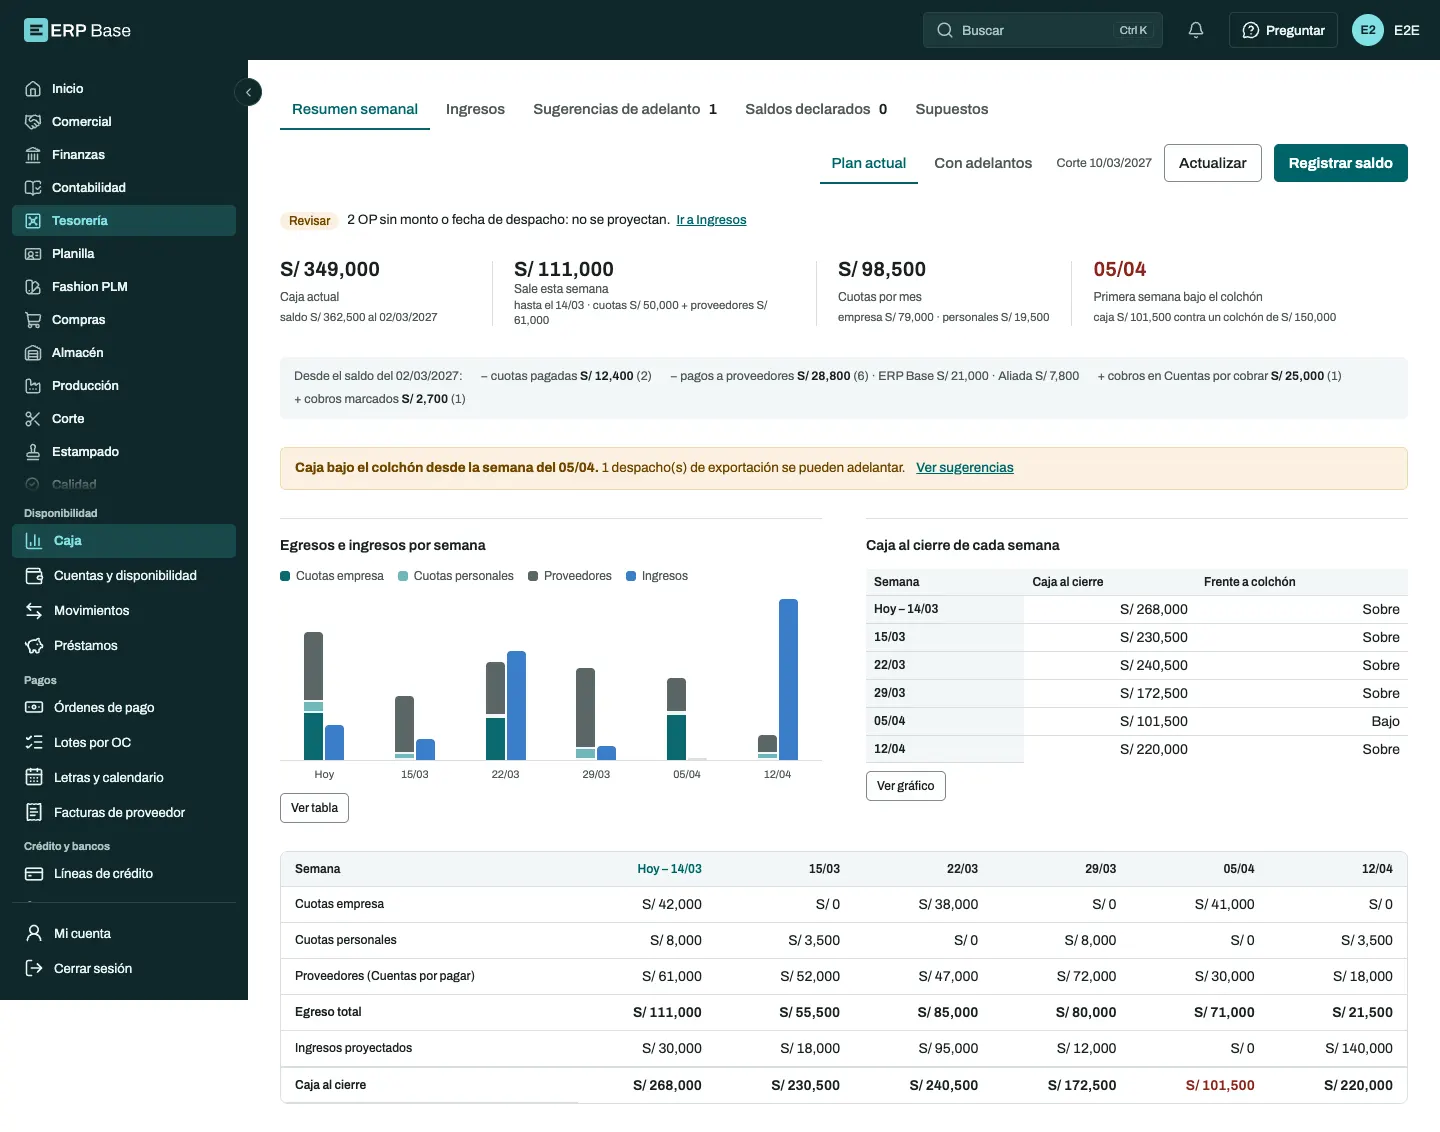 ERP Base
Buscar
Ctrl K
Preguntar
E2
E2E
Inicio
Comercial
Finanzas
Contabilidad
Tesorería
Planilla
Fashion PLM
Compras
Almacén
Producción
Corte
Estampado
Calidad
Disponibilidad
Caja
Cuentas y disponibilidad
Movimientos
Préstamos
Pagos
Órdenes de pago
Lotes por OC
Letras y calendario
Facturas de proveedor
Crédito y bancos
Líneas de crédito
Mi cuenta
Cerrar sesión
Resumen semanal Ingresos Sugerencias de adelanto 1 Saldos declarados 0 Supuestos
Plan actual Con adelantos Corte 10/03/2027 Actualizar Registrar saldo
Revisar 2 OP sin monto o fecha de despacho: no se proyectan. Ir a Ingresos
S/ 349,000
Caja actual
saldo S/ 362,500 al 02/03/2027
S/ 111,000
Sale esta semana
hasta el 14/03 · cuotas S/ 50,000 + proveedores S/
61,000
S/ 98,500
Cuotas por mes
empresa S/ 79,000 · personales S/ 19,500
05/04
Primera semana bajo el colchón
caja S/ 101,500 contra un colchón de S/ 150,000
Desde el saldo del 02/03/2027: – cuotas pagadas S/ 12,400 (2) – pagos a proveedores S/ 28,800 (6) · ERP Base S/ 21,000 · Aliada S/ 7,800 + cobros en Cuentas por cobrar S/ 25,000 (1)
+ cobros marcados S/ 2,700 (1)
Caja bajo el colchón desde la semana del 05/04. 1 despacho(s) de exportación se pueden adelantar. Ver sugerencias
Egresos e ingresos por semana
Cuotas empresa Cuotas personales Proveedores Ingresos
Hoy 15/03 22/03 29/03 05/04 12/04
Ver tabla
Caja al cierre de cada semana
Semana Caja al cierre Frente a colchón
Hoy – 14/03 S/ 268,000 Sobre
15/03 S/ 230,500 Sobre
22/03 S/ 240,500 Sobre
29/03 S/ 172,500 Sobre
05/04 S/ 101,500 Bajo
12/04 S/ 220,000 Sobre
Ver gráfico
Semana Hoy – 14/03 15/03 22/03 29/03 05/04 12/04
Cuotas empresa S/ 42,000 S/ 0 S/ 38,000 S/ 0 S/ 41,000 S/ 0
Cuotas personales S/ 8,000 S/ 3,500 S/ 0 S/ 8,000 S/ 0 S/ 3,500
Proveedores (Cuentas por pagar) S/ 61,000 S/ 52,000 S/ 47,000 S/ 72,000 S/ 30,000 S/ 18,000
Egreso total S/ 111,000 S/ 55,500 S/ 85,000 S/ 80,000 S/ 71,000 S/ 21,500
Ingresos proyectados S/ 30,000 S/ 18,000 S/ 95,000 S/ 12,000 S/ 0 S/ 140,000
Caja al cierre S/ 268,000 S/ 230,500 S/ 240,500 S/ 172,500 S/ 101,500 S/ 220,000